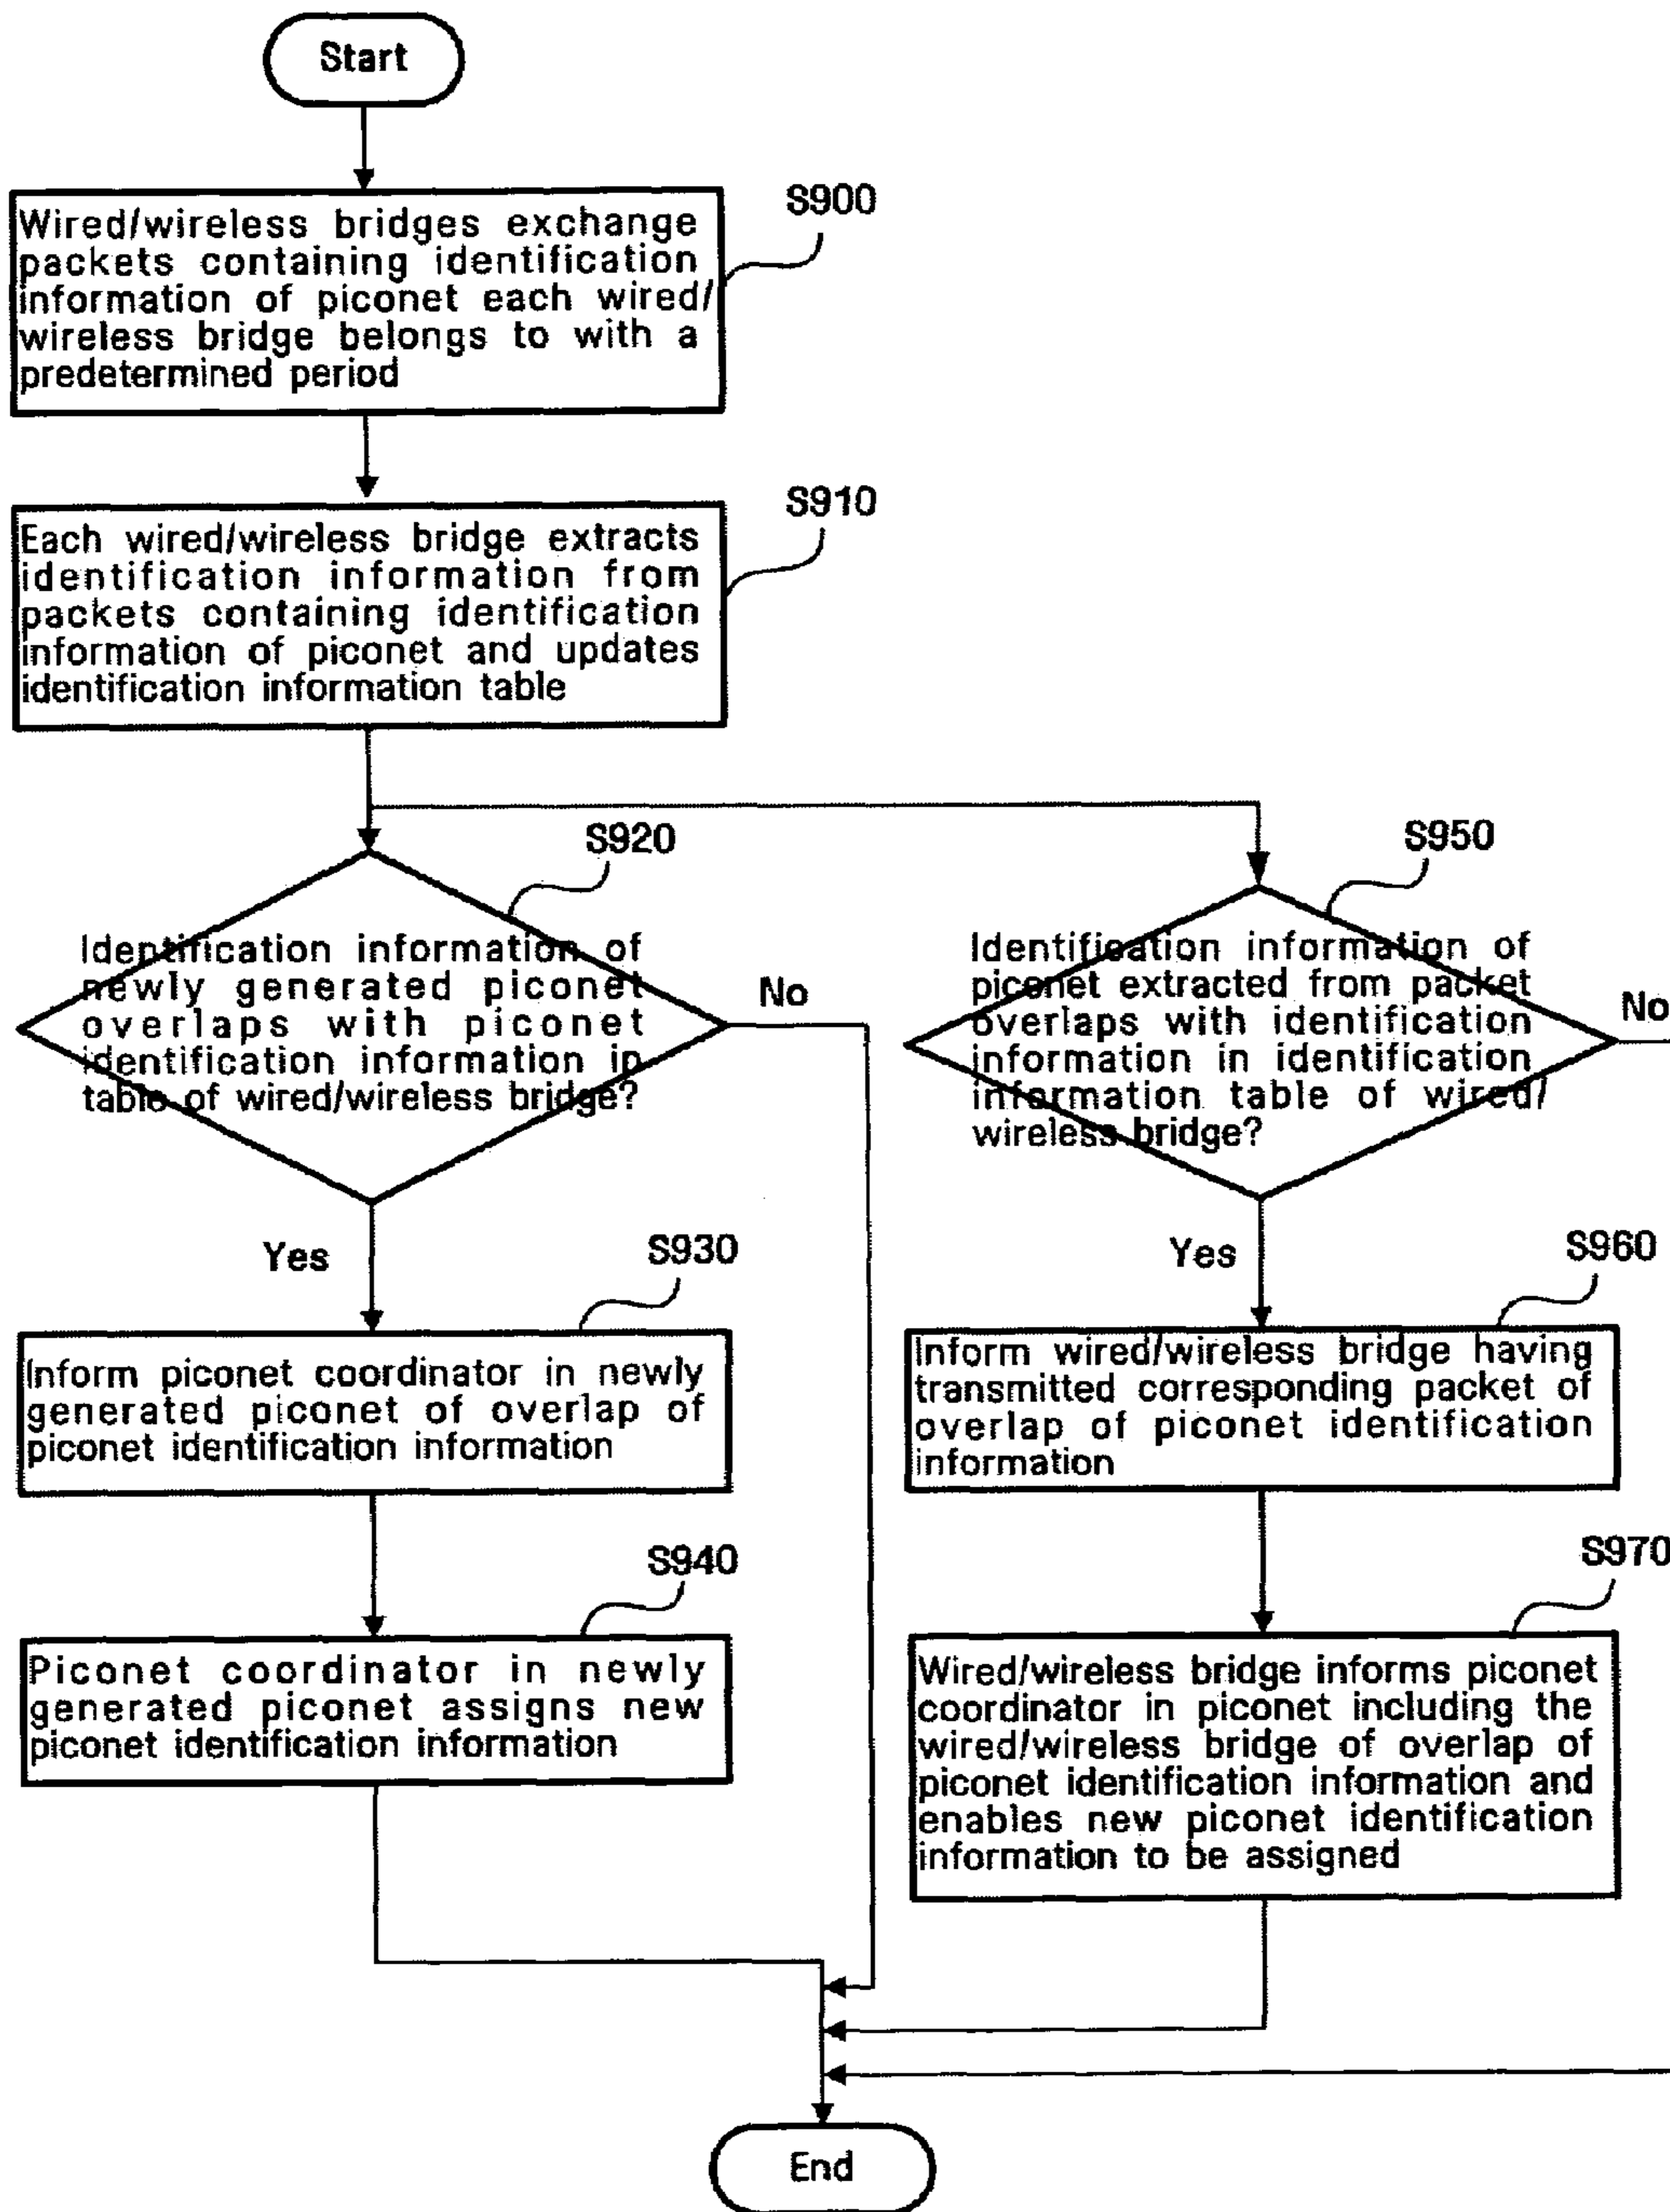 Start
S900
Wired/wireless bridges exchange
packets containing identification
information of piconet each wired/
wireless bridge belongs to with a
predetermined period
S910
Each wired/wireless bridge extracts
identification information from
packets containing identification
information of piconet and updates
identification information table
S920
Identification information of
newly generated piconet
overlaps with piconet
identification information in
table of wired/wireless bridge?
No
Yes
S950
Identification information of
piconet extracted from packet
overlaps with identification
information in identification
information table of wired/
wireless bridge?
No
Yes
S930
Inform piconet coordinator in newly
generated piconet of overlap of
piconet identification information
S960
Inform wired/wireless bridge having
transmitted corresponding packet of
overlap of piconet identification
information
S940
Piconet coordinator in newly
generated piconet assigns new
piconet identification information
S970
Wired/wireless bridge informs piconet
coordinator in piconet including the
wired/wireless bridge of overlap of
piconet identification information and
enables new piconet identification
information to be assigned
End